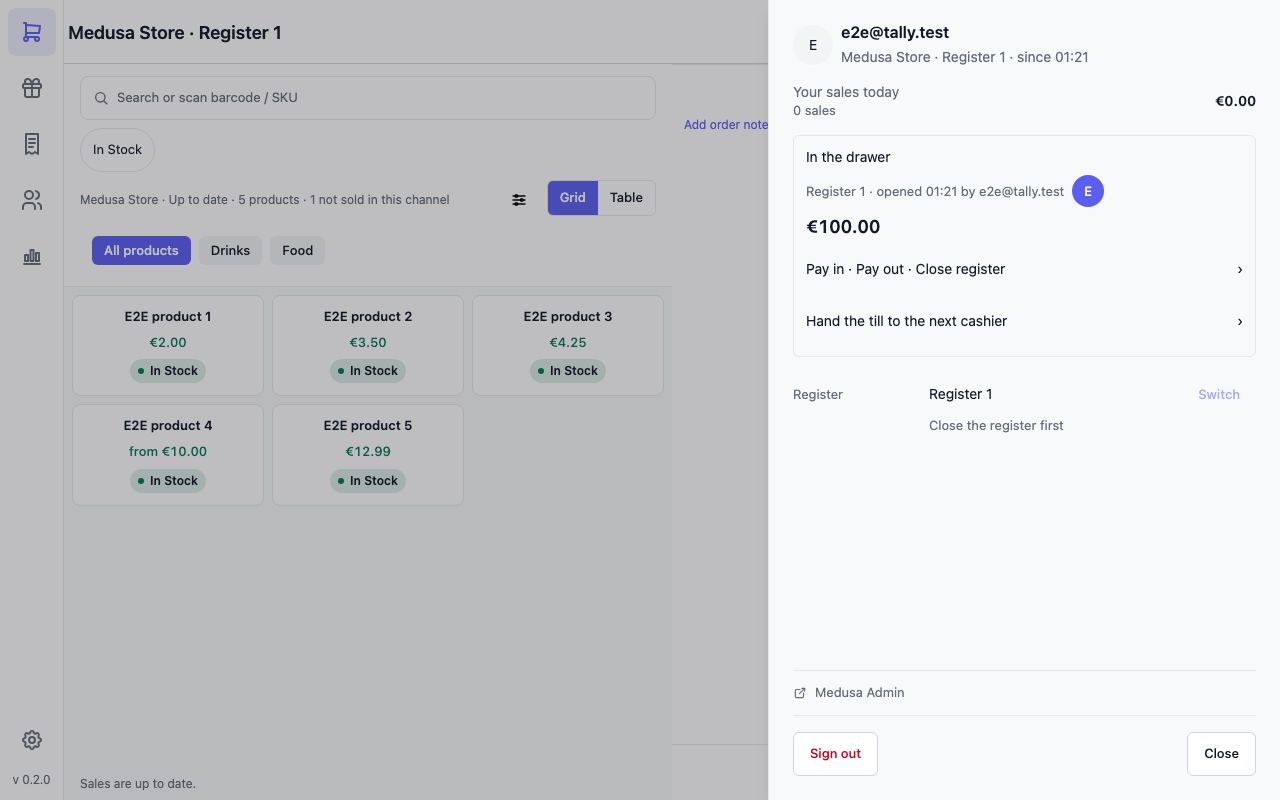 Medusa Store · Register 1
Search or scan barcode / SKU
In Stock
Medusa Store · Up to date · 5 products · 1 not sold in this channel
Grid
Table
All products
Drinks
Food
E2E product 1
€2.00
In Stock
E2E product 2
€3.50
In Stock
E2E product 3
€4.25
In Stock
E2E product 4
from €10.00
In Stock
E2E product 5
€12.99
In Stock
Add order note
v 0.2.0
Sales are up to date.
E
e2e@tally.test
Medusa Store · Register 1 · since 01:21
Your sales today
0 sales
€0.00
In the drawer
Register 1 · opened 01:21 by e2e@tally.test
E
€100.00
Pay in · Pay out · Close register ›
Hand the till to the next cashier ›
Register
Register 1
Switch
Close the register first
Medusa Admin
Sign out
Close